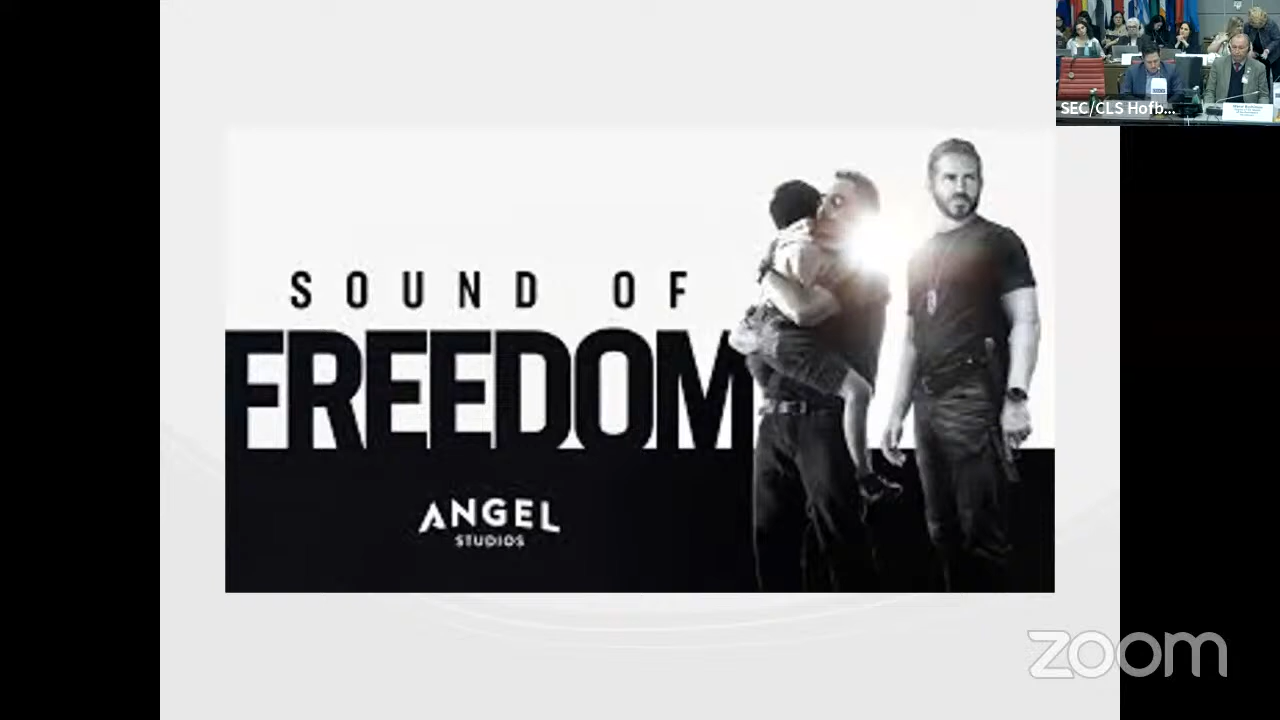 SEC/CLS Hofb...
SOUND OF
FREEDOM
ANGEL
STUDIOS
zoom